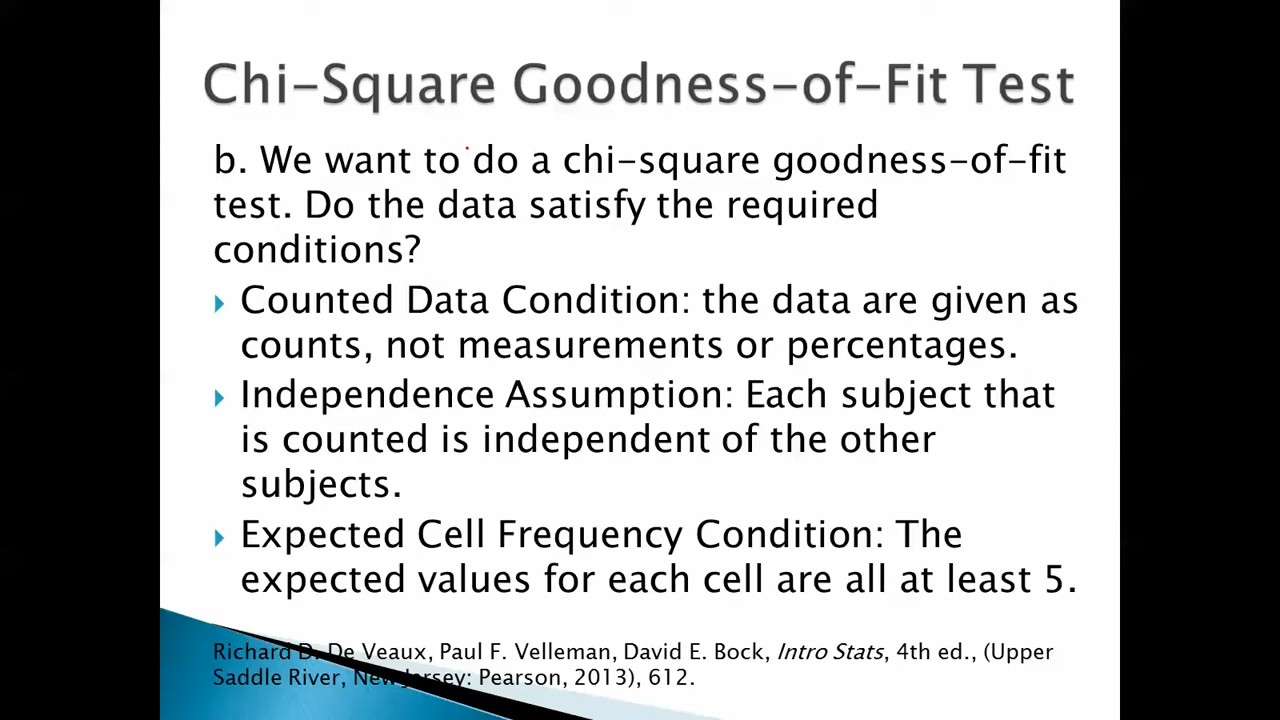 Chi-Square Goodness-of-Fit Test
b. We want to do a chi-square goodness-of-fit
test. Do the data satisfy the required
conditions?
Counted Data Condition: the data are given as
counts, not measurements or percentages.
Independence Assumption: Each subject that
is counted is independent of the other
subjects.
Expected Cell Frequency Condition: The
expected values for each cell are all at least 5.
Richard D. De Veaux, Paul F. Velleman, David E. Bock, Intro Stats, 4th ed., (Upper
Saddle River, New Jersey: Pearson, 2013), 612.